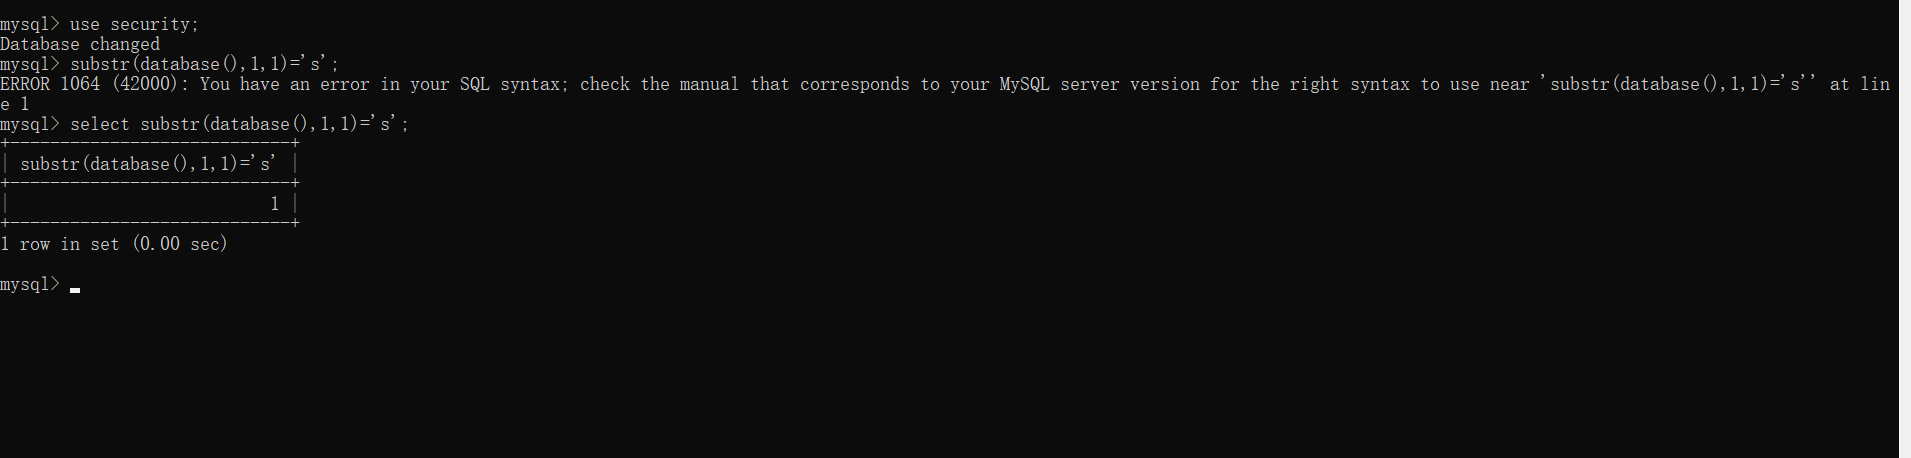 mysql> use security;
Database changed
mysql> substr(database(),1,1)='s';
ERROR 1064 (42000): You have an error in your SQL syntax; check the manual that corresponds to your MySQL server version for the right syntax to use near 'substr(database(),1,1)='s'' at lin
e 1
mysql> select substr(database(),1,1)='s';
+----------------------------+
| substr(database(),1,1)='s' |
+----------------------------+
|                          1 |
+----------------------------+
1 row in set (0.00 sec)
mysql>